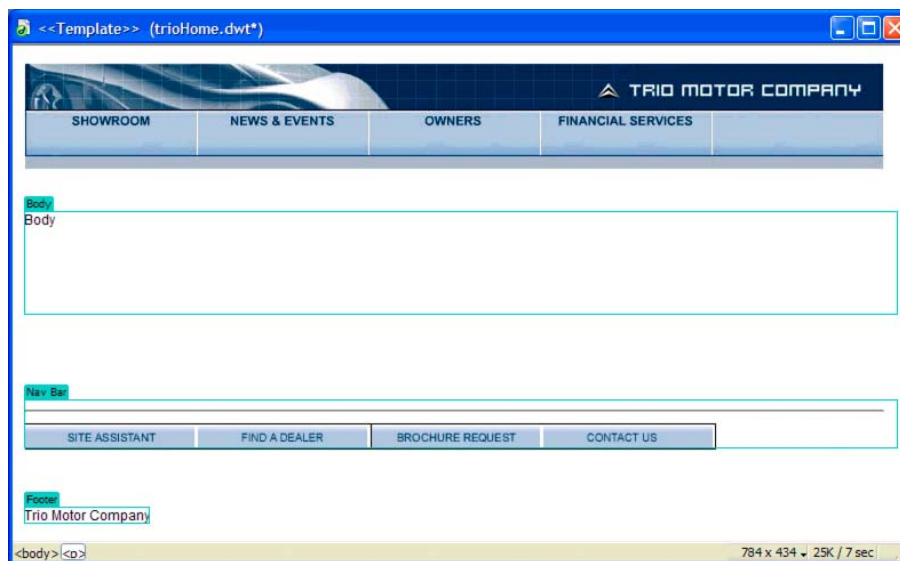 <<Template>> (trioHome.dwt*)
TRIO MOTOR COMPANY
SHOWROOM NEWS & EVENTS OWNERS FINANCIAL SERVICES
Body
Body
Nav Bar
SITE ASSISTANT FIND A DEALER BROCHURE REQUEST CONTACT US
Footer
Trio Motor Company
<body> <p> 784 x 434 25K / 7 sec